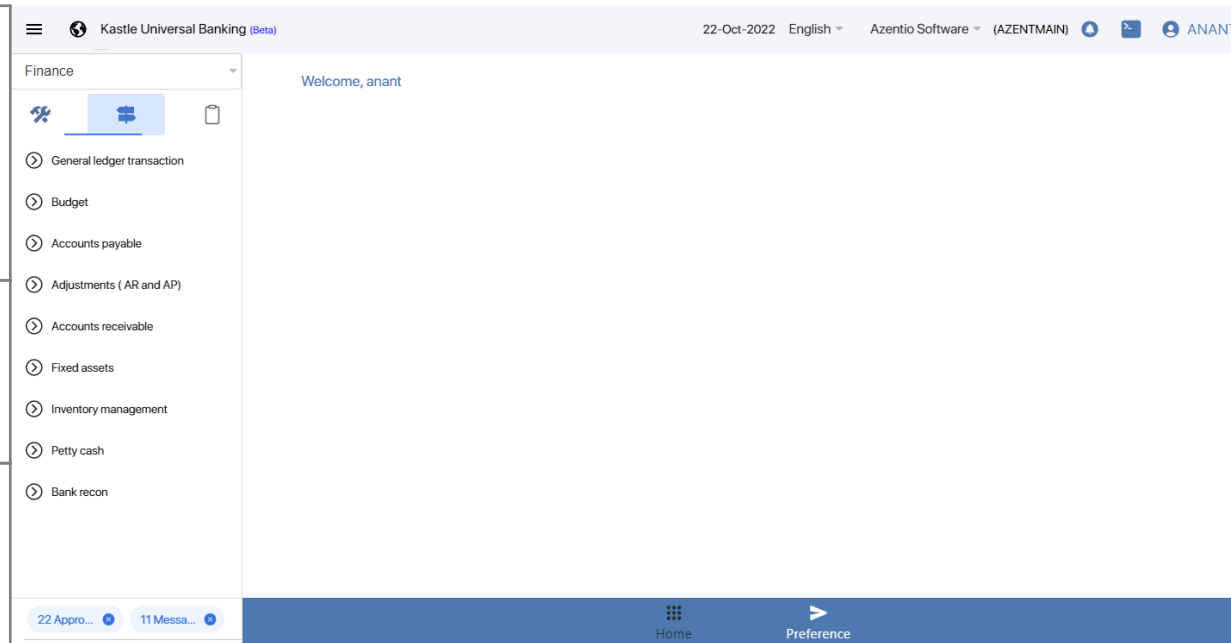 Kastle Universal Banking (Beta)
22-Oct-2022 English Azentio Software (AZENTMAIN) ANANT
Finance
Welcome, anant
General ledger transaction
Budget
Accounts payable
Adjustments ( AR and AP)
Accounts receivable
Fixed assets
Inventory management
Petty cash
Bank recon
22 Appro... 11 Messa...
Home Preference